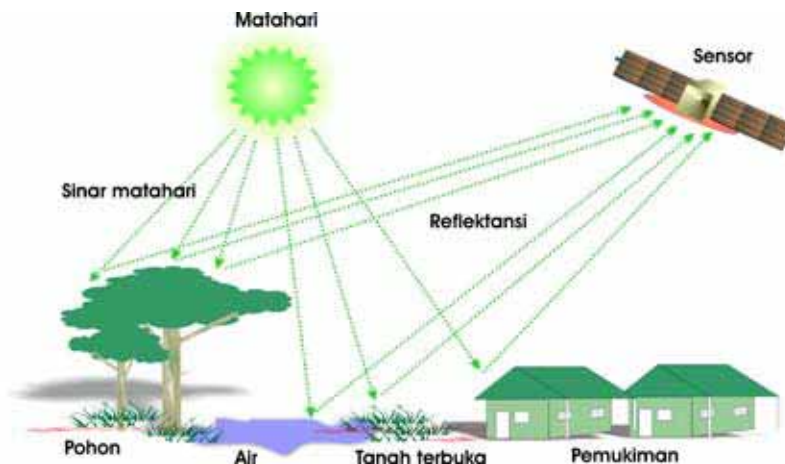 Matahari
Sensor
Sinar matahari
Reflektansi
Pohon
Air
Tanah terbuka
Pemukiman